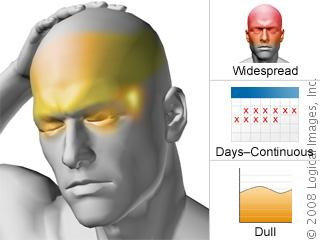 Widespread
Days–Continuous
Dull
© 2008 Logical Images, Inc.